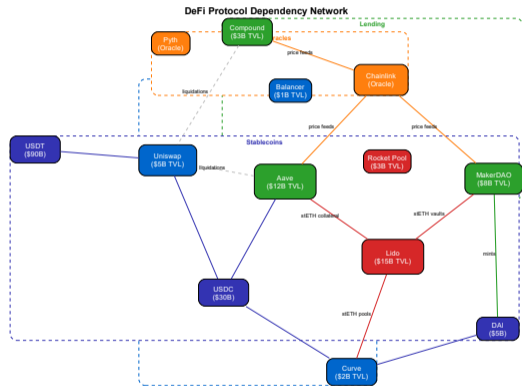 DeFi Protocol Dependency Network
Lending
Compound
($3B TVL)
Pyth
(Oracle)
racles
price feeds
Chainlink
(Oracle)
liquidations
Balancer
($1B TVL)
price feeds
price feeds
Stablecoins
USDT
($90B)
Uniswap
($5B TVL)
liquidations
Rocket Pool
($3B TVL)
Aave
($12B TVL)
MakerDAO
($8B TVL)
stETH collateral
stETH vaults
Lido
($15B TVL)
mints
USDC
($30B)
stETH pools
DAI
($5B)
Curve
($2B TVL)